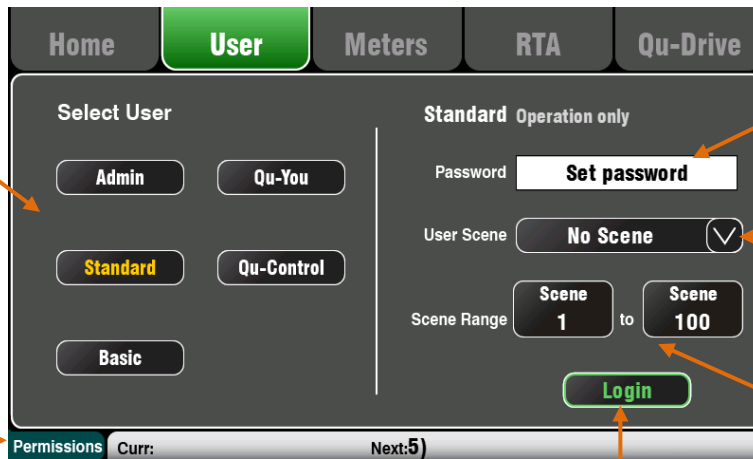 Home User Meters RTA Qu-Drive
Select User
Admin Qu-You
Standard Qu-Control
Basic
Standard Operation only
Password Set password
User Scene No Scene
Scene Range Scene 1 to Scene 100
Login
Permissions Curr: Next:5)